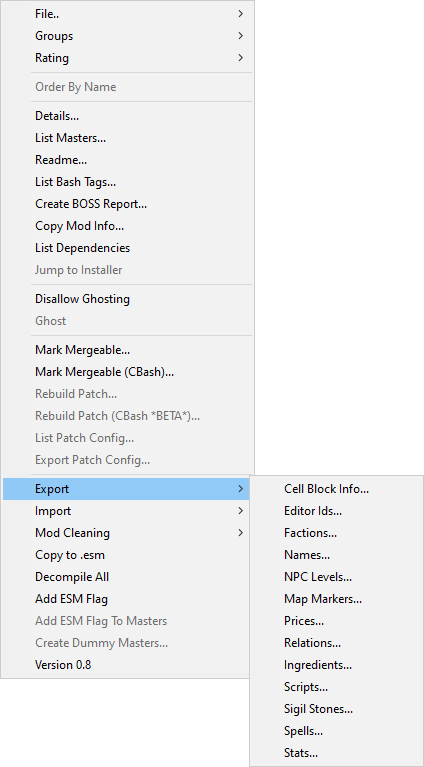 File..
Groups
Rating
Order By Name
Details...
List Masters...
Readme...
List Bash Tags...
Create BOSS Report...
Copy Mod Info...
List Dependencies
Jump to Installer
Disallow Ghosting
Ghost
Mark Mergeable...
Mark Mergeable (CBash)...
Rebuild Patch...
Rebuild Patch (CBash *BETA*)...
List Patch Config...
Export Patch Config...
Export
Import
Mod Cleaning
Copy to .esm
Decompile All
Add ESM Flag
Add ESM Flag To Masters
Create Dummy Masters...
Version 0.8
Cell Block Info...
Editor Ids...
Factions...
Names...
NPC Levels...
Map Markers...
Prices...
Relations...
Ingredients...
Scripts...
Sigil Stones...
Spells...
Stats...